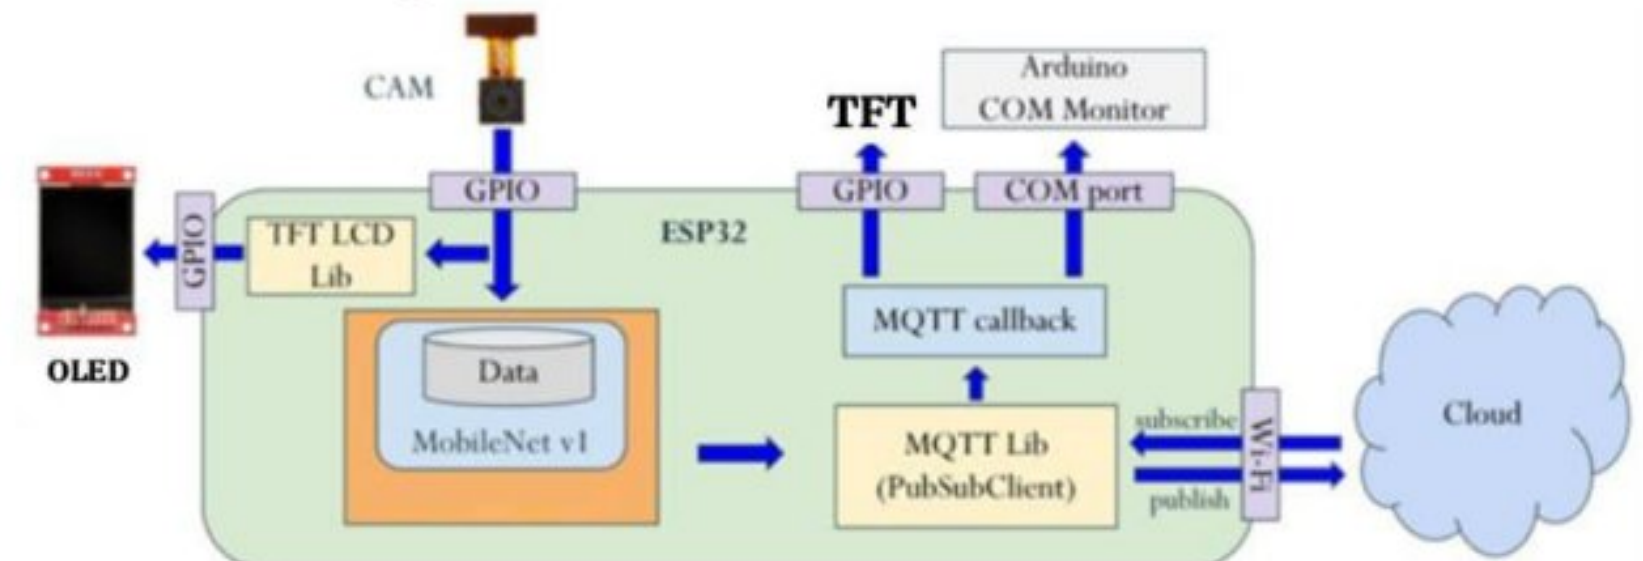 CAM
TFT
Arduino
COM Monitor
GPIO
GPIO
COM port
GPIO
TFT LCD
Lib
ESP32
OLED
Data
MobileNet v1
MQTT callback
MQTT Lib
(PubSubClient)
subscribe
publish
Wi-Fi
Cloud